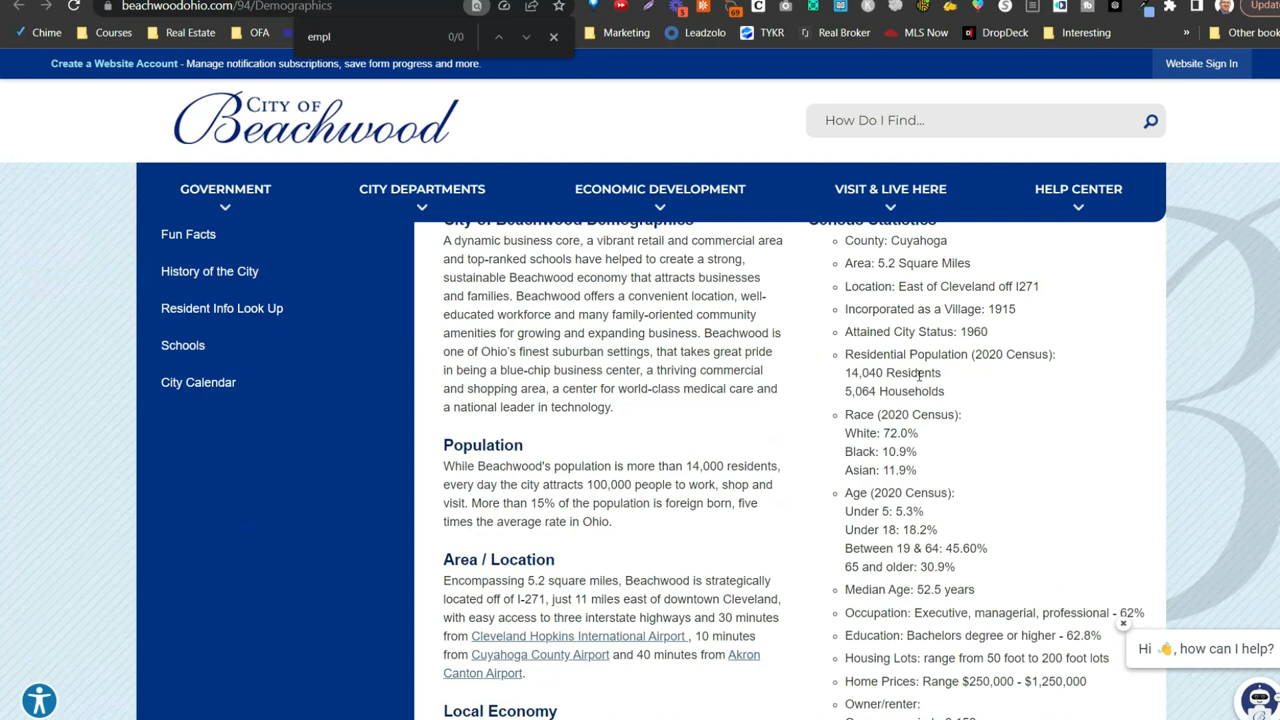 beachwoodohio.com/94/Demographics
Update
empl
0/0
Chime
Courses
Real Estate
OFA
Marketing
Leadzolo
TYKR
Real Broker
MLS Now
DropDeck
Interesting
»
Other book
Create a Website Account - Manage notification subscriptions, save form progress and more.
Website Sign In
CITY OF
Beachwood
How Do I Find...
GOVERNMENT
CITY DEPARTMENTS
ECONOMIC DEVELOPMENT
VISIT & LIVE HERE
HELP CENTER
Fun Facts
History of the City
Resident Info Look Up
Schools
City Calendar
City of Beachwood Demographics
A dynamic business core, a vibrant retail and commercial area
and top-ranked schools have helped to create a strong,
sustainable Beachwood economy that attracts businesses
and families. Beachwood offers a convenient location, well-
educated workforce and many family-oriented community
amenities for growing and expanding business. Beachwood is
one of Ohio's finest suburban settings, that takes great pride
in being a blue-chip business center, a thriving commercial
and shopping area, a center for world-class medical care and
a national leader in technology.
Population
While Beachwood's population is more than 14,000 residents,
every day the city attracts 100,000 people to work, shop and
visit. More than 15% of the population is foreign born, five
times the average rate in Ohio.
Area / Location
Encompassing 5.2 square miles, Beachwood is strategically
located off of I-271, just 11 miles east of downtown Cleveland,
with easy access to three interstate highways and 30 minutes
from Cleveland Hopkins International Airport , 10 minutes
from Cuyahoga County Airport and 40 minutes from Akron
Canton Airport.
Local Economy
Census Statistics
County: Cuyahoga
Area: 5.2 Square Miles
Location: East of Cleveland off I271
Incorporated as a Village: 1915
Attained City Status: 1960
Residential Population (2020 Census):
14,040 Residents
5,064 Households
Race (2020 Census):
White: 72.0%
Black: 10.9%
Asian: 11.9%
Age (2020 Census):
Under 5: 5.3%
Under 18: 18.2%
Between 19 & 64: 45.60%
65 and older: 30.9%
Median Age: 52.5 years
Occupation: Executive, managerial, professional - 62%
Education: Bachelors degree or higher - 62.8%
Housing Lots: range from 50 foot to 200 foot lots
Home Prices: Range $250,000 - $1,250,000
Owner/renter:
Hi 👋, how can I help?